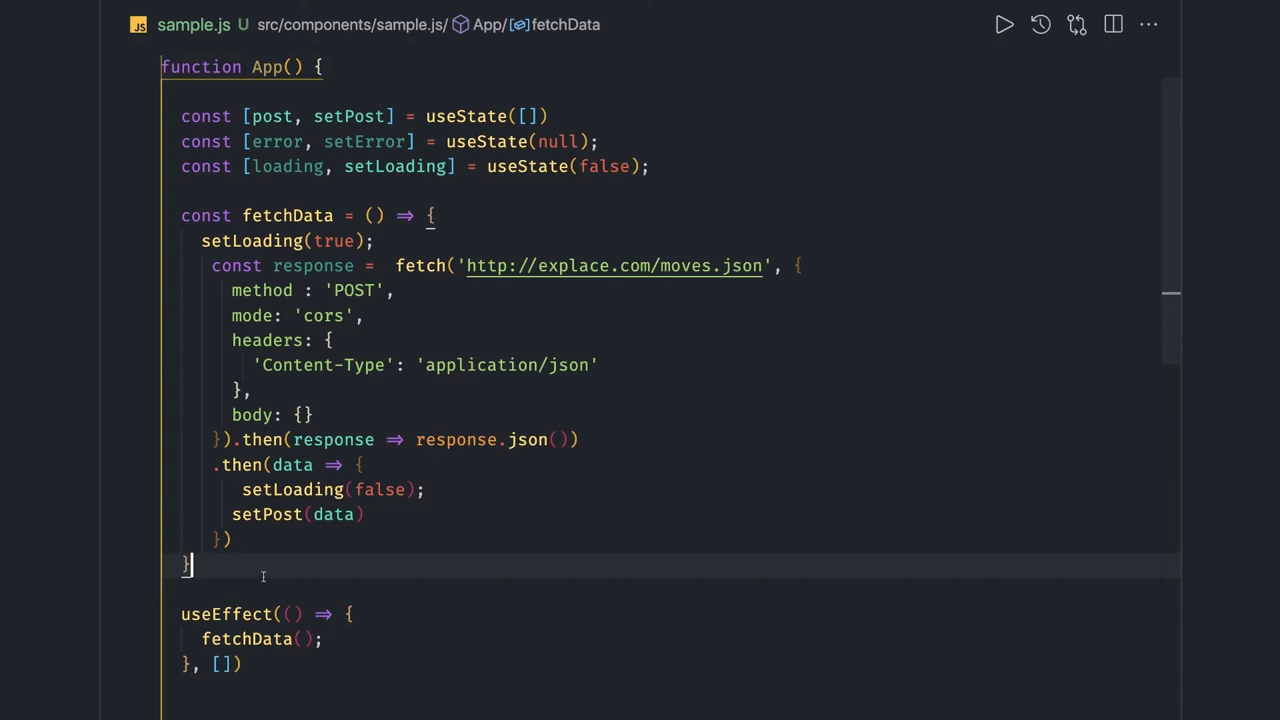 JS sample.js U src/components/sample.js/ App/ fetchData
function App() {
const [post, setPost] = useState([])
const [error, setError] = useState(null);
const [loading, setLoading] = useState(false);
const fetchData = () => {
setLoading(true);
const response =  fetch('http://explace.com/moves.json', {
method : 'POST',
mode: 'cors',
headers: {
'Content-Type': 'application/json'
},
body: {}
}).then(response => response.json())
.then(data => {
setLoading(false);
setPost(data)
})
}
useEffect(() => {
fetchData();
}, [])